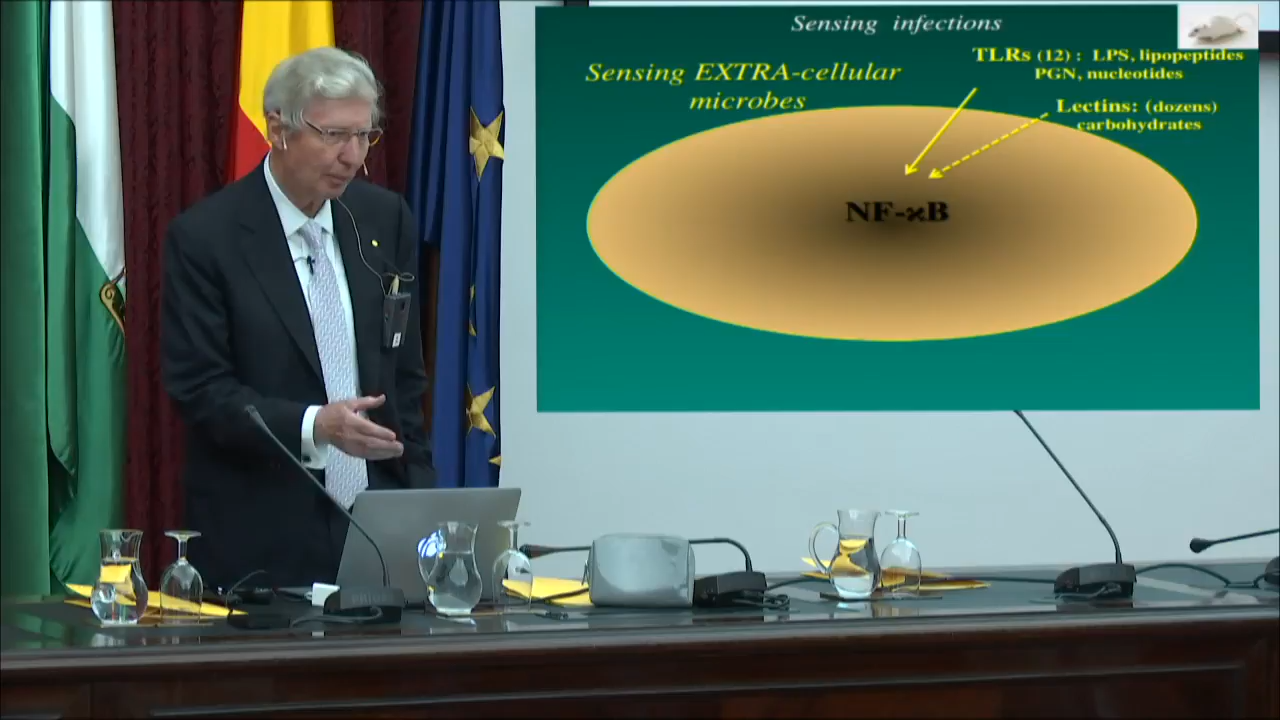 Sensing infections
Sensing EXTRA-cellular
microbes
TLRs (12) : LPS, lipopeptides
PGN, nucleotides
Lectins: (dozens)
carbohydrates
NF-ϰB